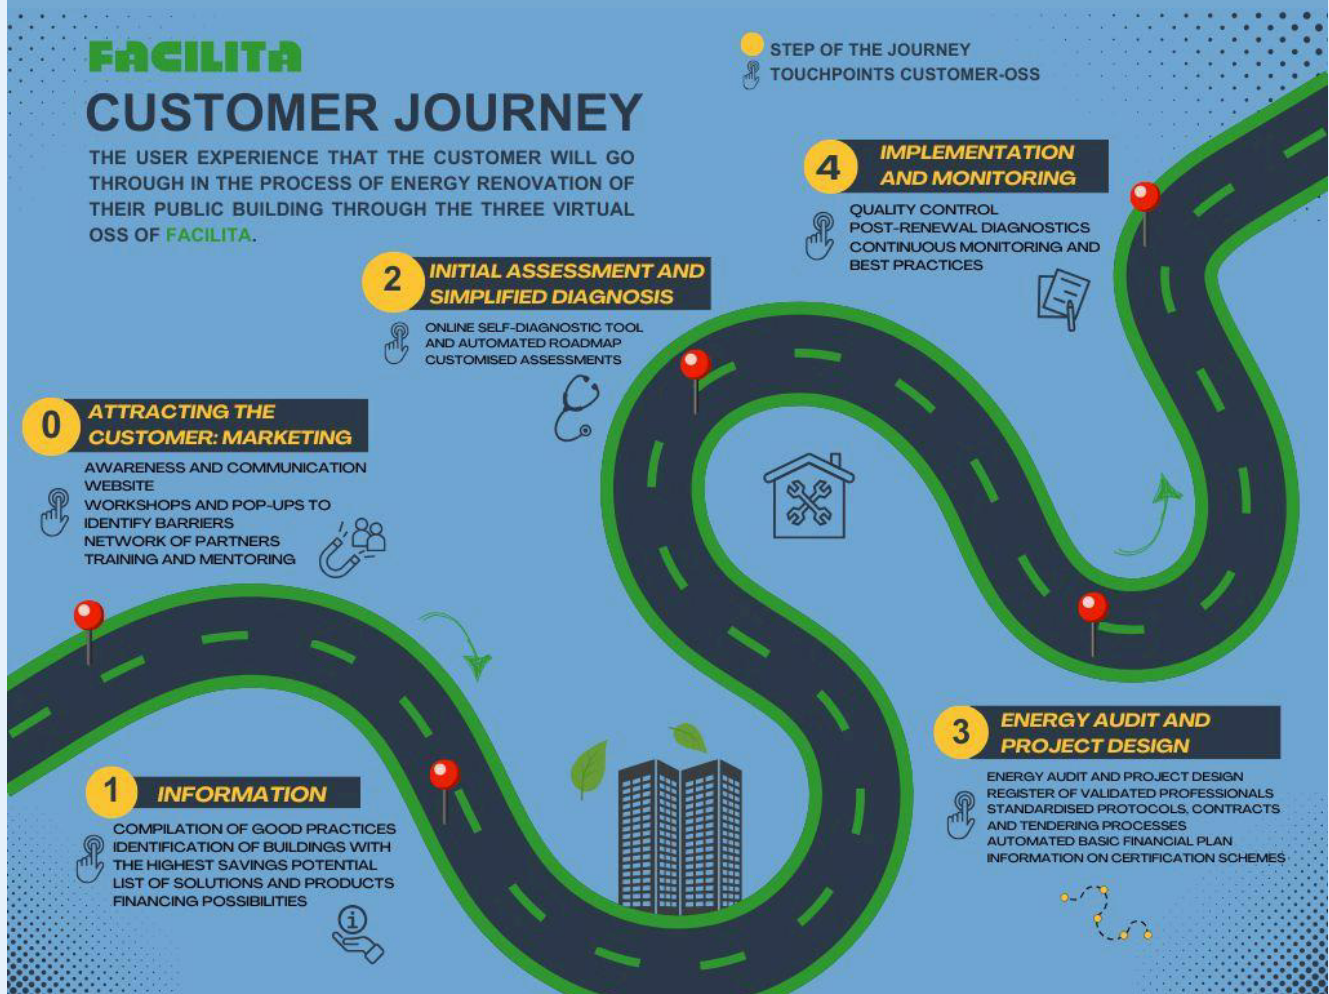 FACILITA
CUSTOMER JOURNEY
THE USER EXPERIENCE THAT THE CUSTOMER WILL GO
THROUGH IN THE PROCESS OF ENERGY RENOVATION OF
THEIR PUBLIC BUILDING THROUGH THE THREE VIRTUAL
OSS OF FACILITA.
STEP OF THE JOURNEY
TOUCHPOINTS CUSTOMER-OSS
0
ATTRACTING THE
CUSTOMER: MARKETING
AWARENESS AND COMMUNICATION
WEBSITE
WORKSHOPS AND POP-UPS TO
IDENTIFY BARRIERS
NETWORK OF PARTNERS
TRAINING AND MENTORING
1
INFORMATION
COMPILATION OF GOOD PRACTICES
IDENTIFICATION OF BUILDINGS WITH
THE HIGHEST SAVINGS POTENTIAL
LIST OF SOLUTIONS AND PRODUCTS
FINANCING POSSIBILITIES
i
2
INITIAL ASSESSMENT AND
SIMPLIFIED DIAGNOSIS
ONLINE SELF-DIAGNOSTIC TOOL
AND AUTOMATED ROADMAP
CUSTOMISED ASSESSMENTS
3
ENERGY AUDIT AND
PROJECT DESIGN
ENERGY AUDIT AND PROJECT DESIGN
REGISTER OF VALIDATED PROFESSIONALS
STANDARDISED PROTOCOLS, CONTRACTS
AND TENDERING PROCESSES
AUTOMATED BASIC FINANCIAL PLAN
INFORMATION ON CERTIFICATION SCHEMES
4
IMPLEMENTATION
AND MONITORING
QUALITY CONTROL
POST-RENEWAL DIAGNOSTICS
CONTINUOUS MONITORING AND
BEST PRACTICES